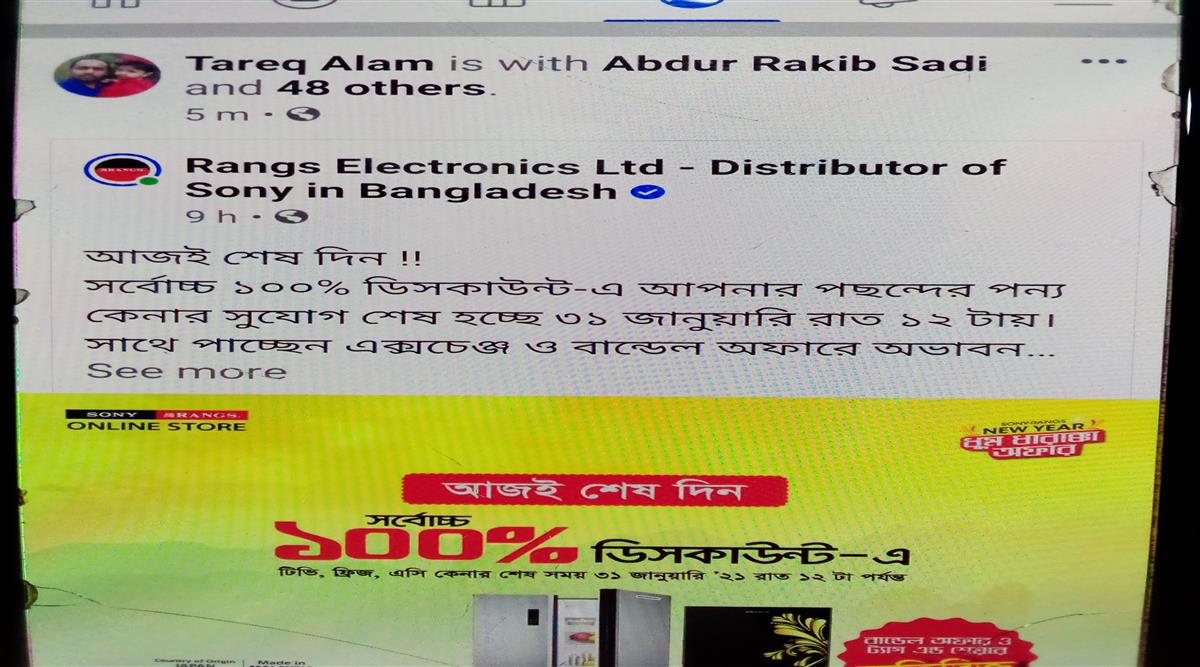 Tareq Alam is with Abdur Rakib Sadi
and 48 others.
5 m
Rangs Electronics Ltd - Distributor of
Sony in Bangladesh
9 h
আজই শেষ দিন !!
সর্বোচ্চ ১০০% ডিসকাউন্ট-এ আপনার পছন্দের পন্য
কেনার সুযোগ শেষ হচ্ছে ৩১ জানুয়ারি রাত ১২ টায়।
সাথে পাচ্ছেন এক্সচেঞ্জ ও বান্ডেল অফারে অভাবন...
See more
SONY RANGS
ONLINE STORE
SONY-RANGS
NEW YEAR
ধুম ধারাক্কা
অফার
আজই শেষ দিন
সর্বোচ্চ
১০০% ডিসকাউন্ট-এ
টিভি, ফ্রিজ, এসি কেনার শেষ সময় ৩১ জানুয়ারি '২১ রাত ১২ টা পর্যন্ত
বান্ডেল অফার ও
ট্যাগ এন্ড শেয়ার
Country of Origin
JAPAN
Made in